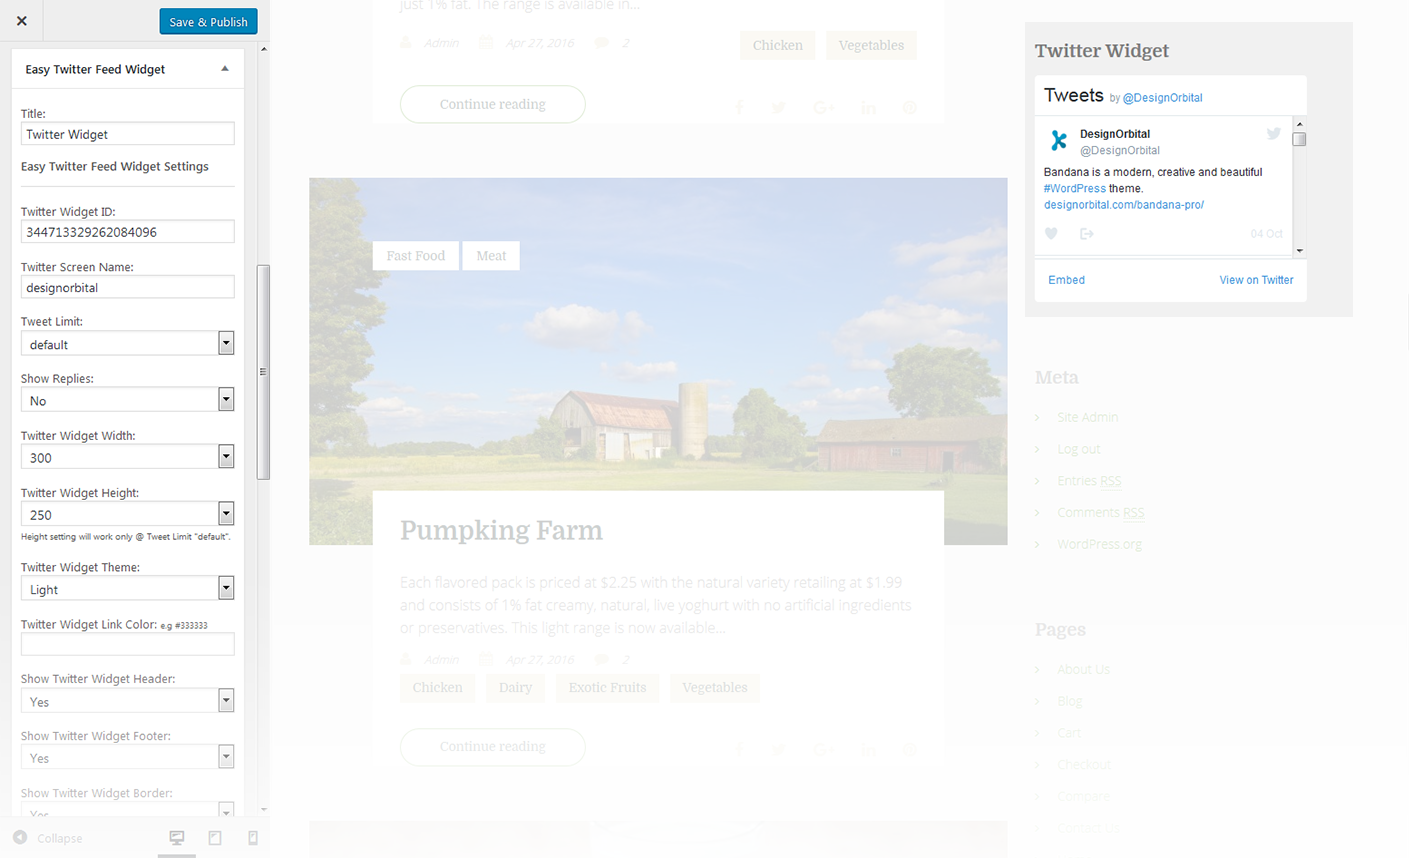 Save & Publish
Easy Twitter Feed Widget
Title:
Twitter Widget
Easy Twitter Feed Widget Settings
Twitter Widget ID:
344713329262084096
Twitter Screen Name:
designorbital
Tweet Limit:
default
Show Replies:
No
Twitter Widget Width:
300
Twitter Widget Height:
250
Height setting will work only @ Tweet Limit "default".
Twitter Widget Theme:
Light
Twitter Widget Link Color: e.g #333333
Show Twitter Widget Header:
Yes
Show Twitter Widget Footer:
Yes
Show Twitter Widget Border:
Yes
Collapse
just 1% fat. The range is available in...
Admin Apr 27, 2016 2
Chicken Vegetables
Continue reading
Fast Food Meat
Pumpking Farm
Each flavored pack is priced at $2.25 with the natural variety retailing at $1.99
and consists of 1% fat creamy, natural, live yoghurt with no artificial ingredients
or preservatives. This light range is now available...
Admin Apr 27, 2016 2
Chicken Dairy Exotic Fruits Vegetables
Continue reading
Twitter Widget
Tweets by @DesignOrbital
DesignOrbital
@DesignOrbital
Bandana is a modern, creative and beautiful
#WordPress theme.
designorbital.com/bandana-pro/
04 Oct
Embed View on Twitter
Meta
Site Admin
Log out
Entries RSS
Comments RSS
WordPress.org
Pages
About Us
Blog
Cart
Checkout
Compare
Contact Us